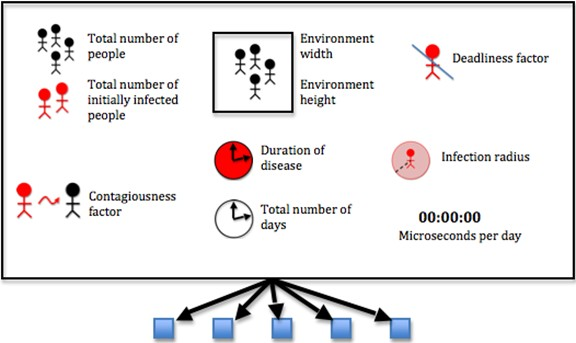 Total number of
people
Total number of
initially infected
people
Contagiousness
factor
Environment
width
Environment
height
Duration of
disease
Total number of
days
Deadliness factor
Infection radius
00:00:00
Microseconds per day